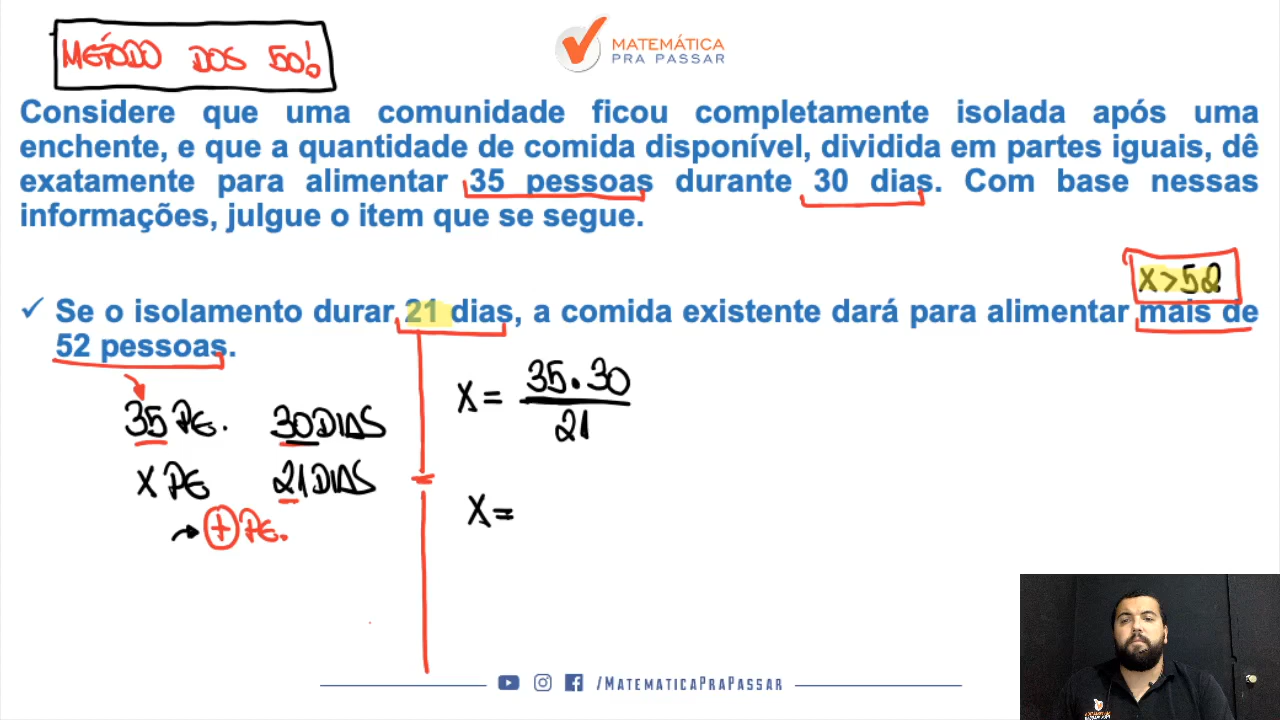 MÉTODO DOS 50!
MATEMÁTICA
PRA PASSAR
Considere que uma comunidade ficou completamente isolada após uma
enchente, e que a quantidade de comida disponível, dividida em partes iguais, dê
exatamente para alimentar 35 pessoas durante 30 dias. Com base nessas
informações, julgue o item que se segue.
X>52
✓ Se o isolamento durar 21 dias, a comida existente dará para alimentar mais de
52 pessoas.
35 PE. 30 DIAS
X PE 21 DIAS
→ + PE.
X = 35 • 30
21
X =
/MATEMATICAPRAPASSAR